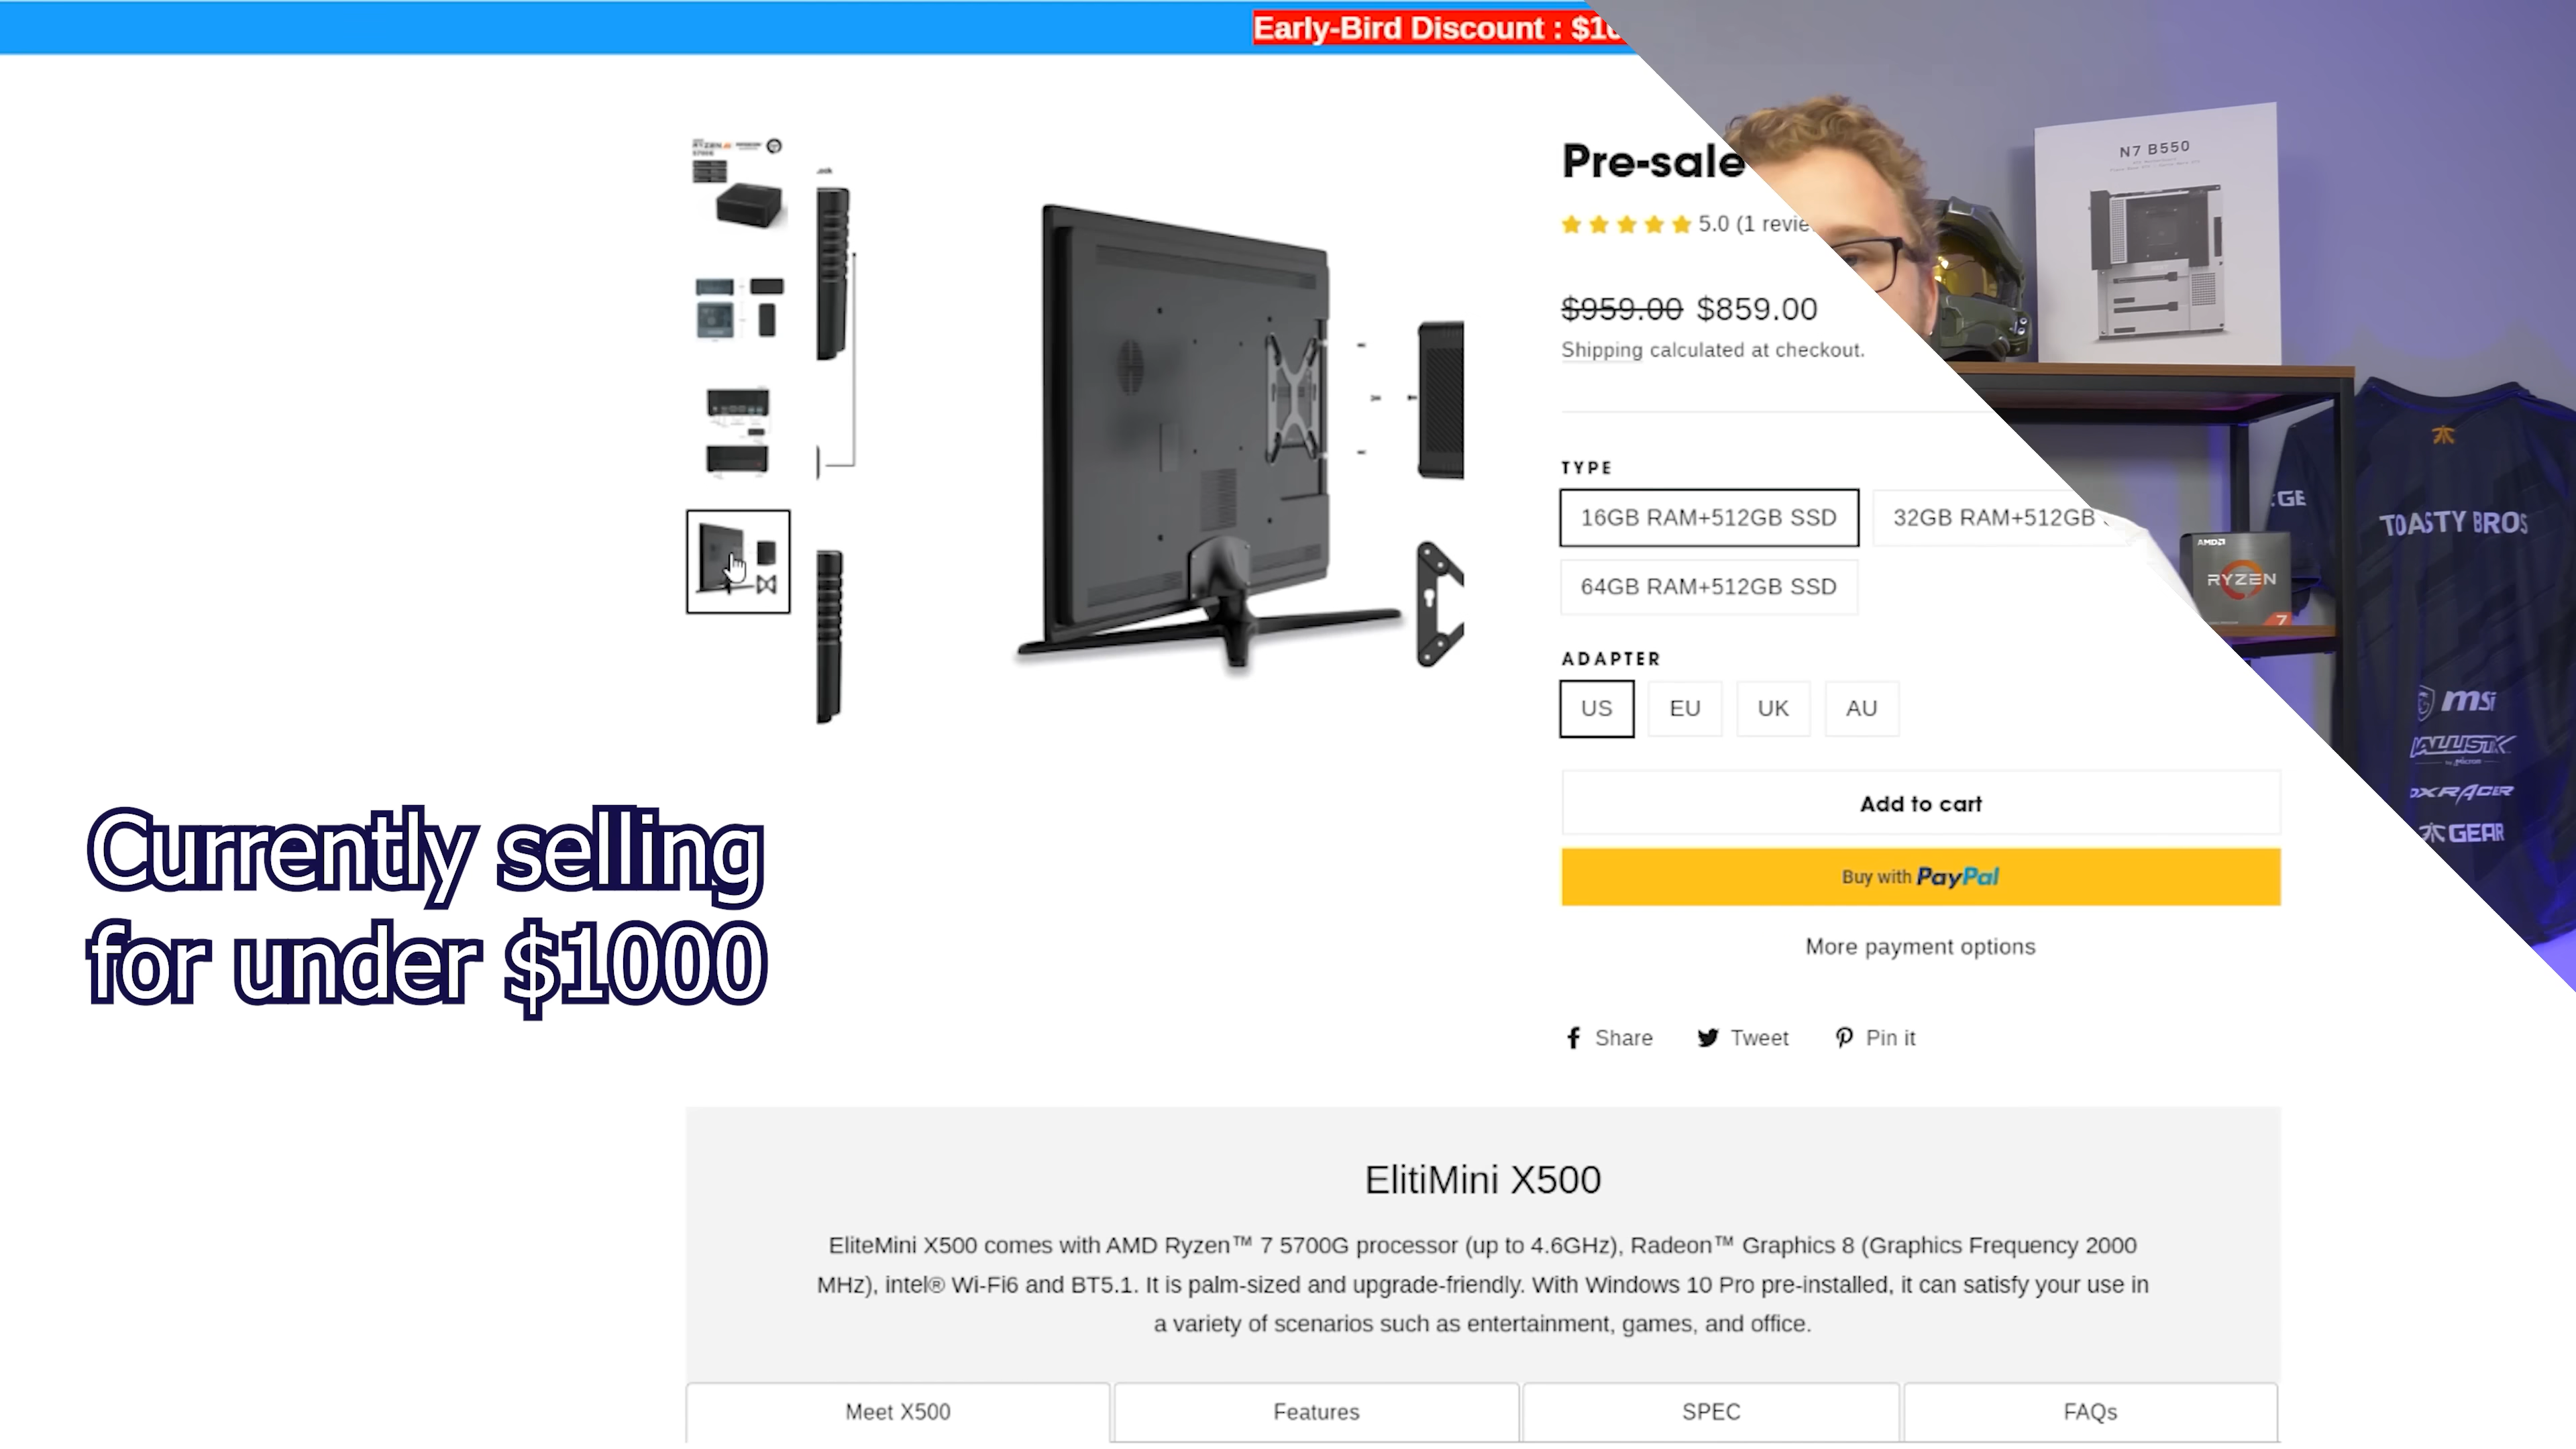 Early-Bird Discount :
Pre-sale
5.0 (1
$959.00 $859.00
Shipping calculated at checkout.
TYPE
16GB RAM+512GB SSD
32GB RAM+512GB
64GB RAM+512GB SSD
ADAPTER
US
EU
UK
AU
Add to cart
Buy with PayPal
More payment options
Share
Tweet
Pin it
Currently selling
for under $1000
ElitiMini X500
EliteMini X500 comes with AMD Ryzen™ 7 5700G processor (up to 4.6GHz), Radeon™ Graphics 8 (Graphics Frequency 2000
MHz), intel® Wi-Fi6 and BT5.1. It is palm-sized and upgrade-friendly. With Windows 10 Pro pre-installed, it can satisfy your use in
a variety of scenarios such as entertainment, games, and office.
Meet X500
Features
SPEC
FAQs
N7 B550
TOASTY BROS
AMD
RYZEN
7
msi
BALLISTIX
DXRACER
GEAR